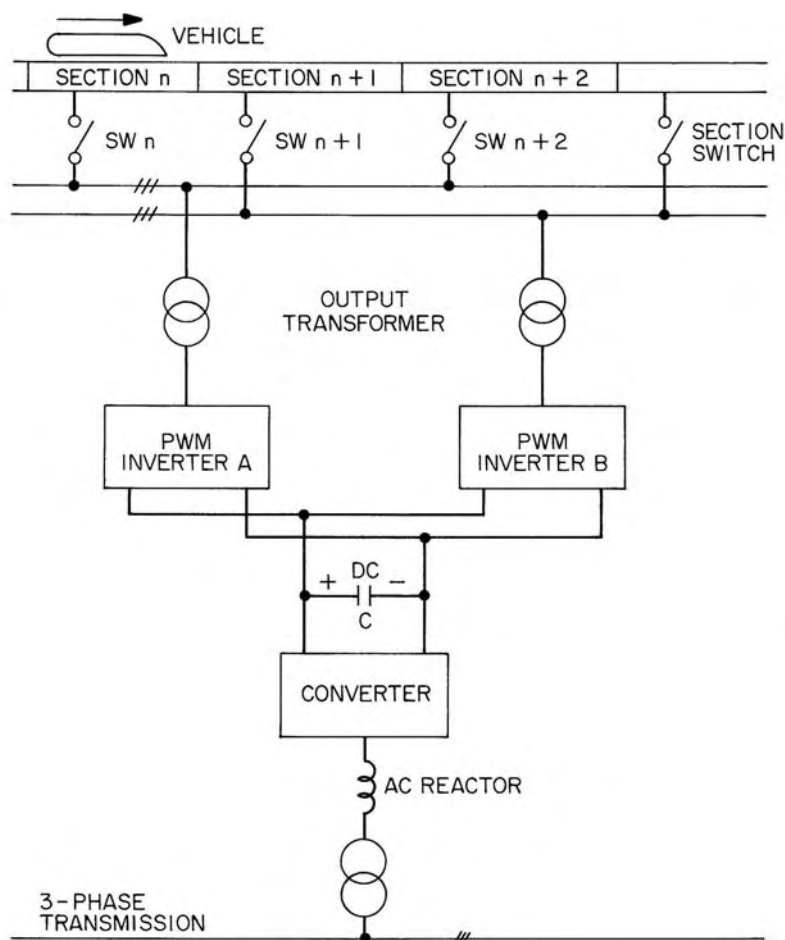 VEHICLE
SECTION n
SECTION n+1
SECTION n+2
SW n
SW n+1
SW n+2
SECTION
SWITCH
OUTPUT
TRANSFORMER
PWM
INVERTER A
PWM
INVERTER B
+ DC -
C
CONVERTER
AC REACTOR
3-PHASE
TRANSMISSION